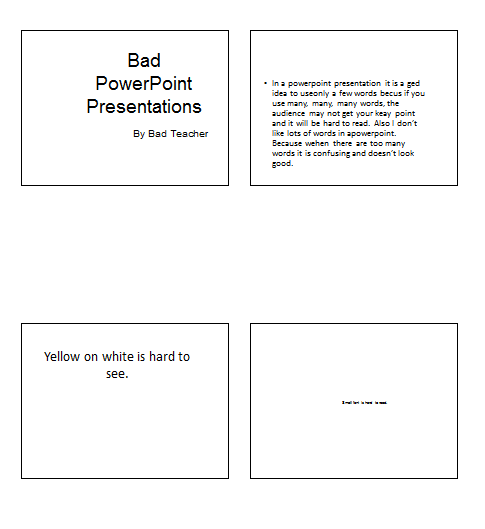 Bad
PowerPoint
Presentations
By Bad Teacher
• In a powerpoint presentation it is a ged
idea to useonly a few words becus if you
use many, many, many words, the
audience may not get your keay point
and it will be hard to read. Also I don't
like lots of words in apowerpoint.
Because wehen there are too many
words it is confusing and doesn't look
good.
Yellow on white is hard to
see.
Small text is hard to read.